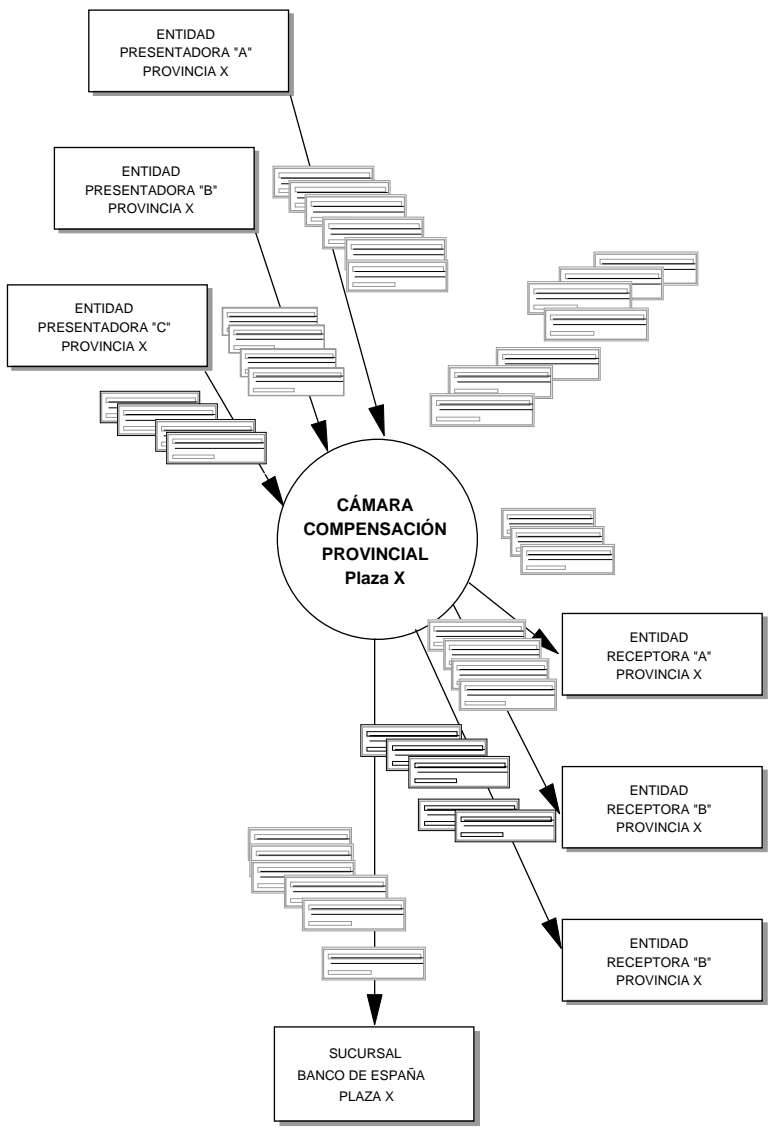 ENTIDAD
PRESENTADORA "A"
PROVINCIA X
ENTIDAD
PRESENTADORA "B"
PROVINCIA X
ENTIDAD
PRESENTADORA "C"
PROVINCIA X
CÁMARA
COMPENSACIÓN
PROVINCIAL
Plaza X
ENTIDAD
RECEPTORA "A"
PROVINCIA X
ENTIDAD
RECEPTORA "B"
PROVINCIA X
ENTIDAD
RECEPTORA "B"
PROVINCIA X
SUCURSAL
BANCO DE ESPAÑA
PLAZA X